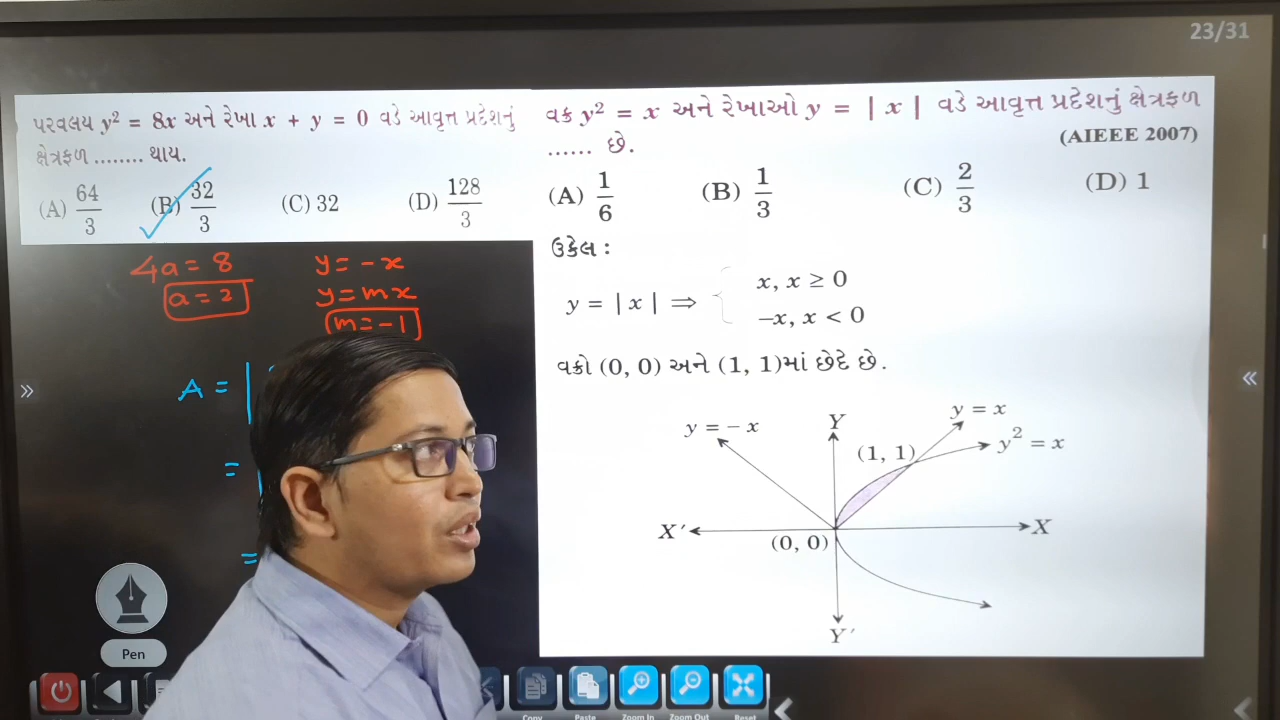 23/31
પરવલય y² = 8x અને રેખા x + y = 0 વડે આવૃત્ત પ્રદેશનું
ક્ષેત્રફળ ........ થાય.
(A) 64/3 (B) 32/3 (C) 32 (D) 128/3
4a = 8 y = -x
a = 2 y = mx
m = -1
A = |
= |
=
વક્ર y² = x અને રેખાઓ y = | x | વડે આવૃત્ત પ્રદેશનું ક્ષેત્રફળ
...... છે. (AIEEE 2007)
(A) 1/6 (B) 1/3 (C) 2/3 (D) 1
ઉકેલ :
y = | x | ⇒ { x, x ≥ 0
–x, x < 0
વક્રો (0, 0) અને (1, 1)માં છેદે છે.
y = – x Y y = x
(1, 1) y² = x
X′ X
(0, 0)
Y′
Pen
Copy Paste Zoom In Zoom Out Reset